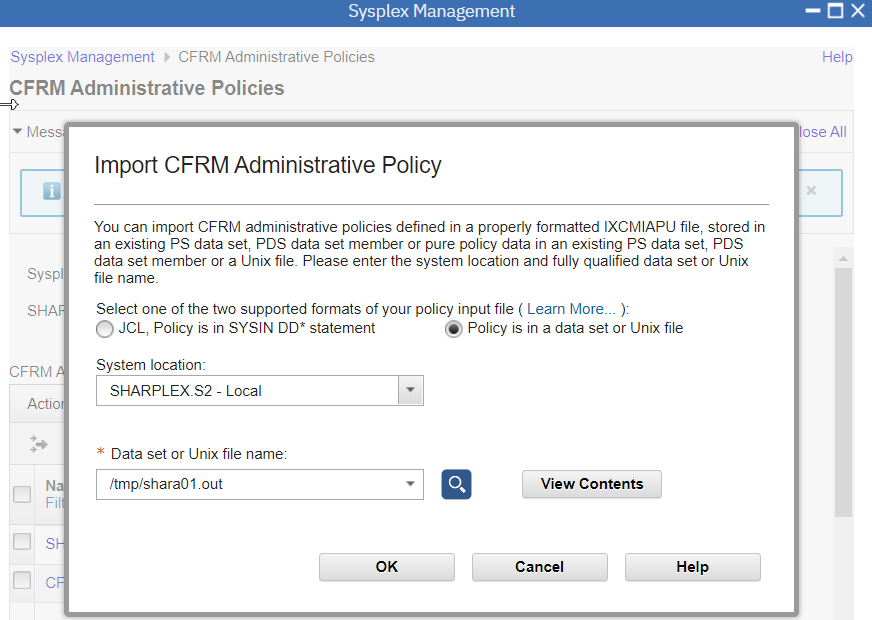 Sysplex Management
Sysplex Management CFRM Administrative Policies Help
CFRM Administrative Policies
Import CFRM Administrative Policy
You can import CFRM administrative policies defined in a properly formatted IXCMIAPU file, stored in
an existing PS data set, PDS data set member or pure policy data in an existing PS data set, PDS
data set member or a Unix file. Please enter the system location and fully qualified data set or Unix
file name.
Select one of the two supported formats of your policy input file ( Learn More... ):
JCL, Policy is in SYSIN DD* statement Policy is in a data set or Unix file
System location:
SHARPLEX.S2 - Local
* Data set or Unix file name:
/tmp/shara01.out
View Contents
OK Cancel Help
Mess
lose All
Syspl
SHAR
CFRM A
Action
Na
Filt
SH
CF